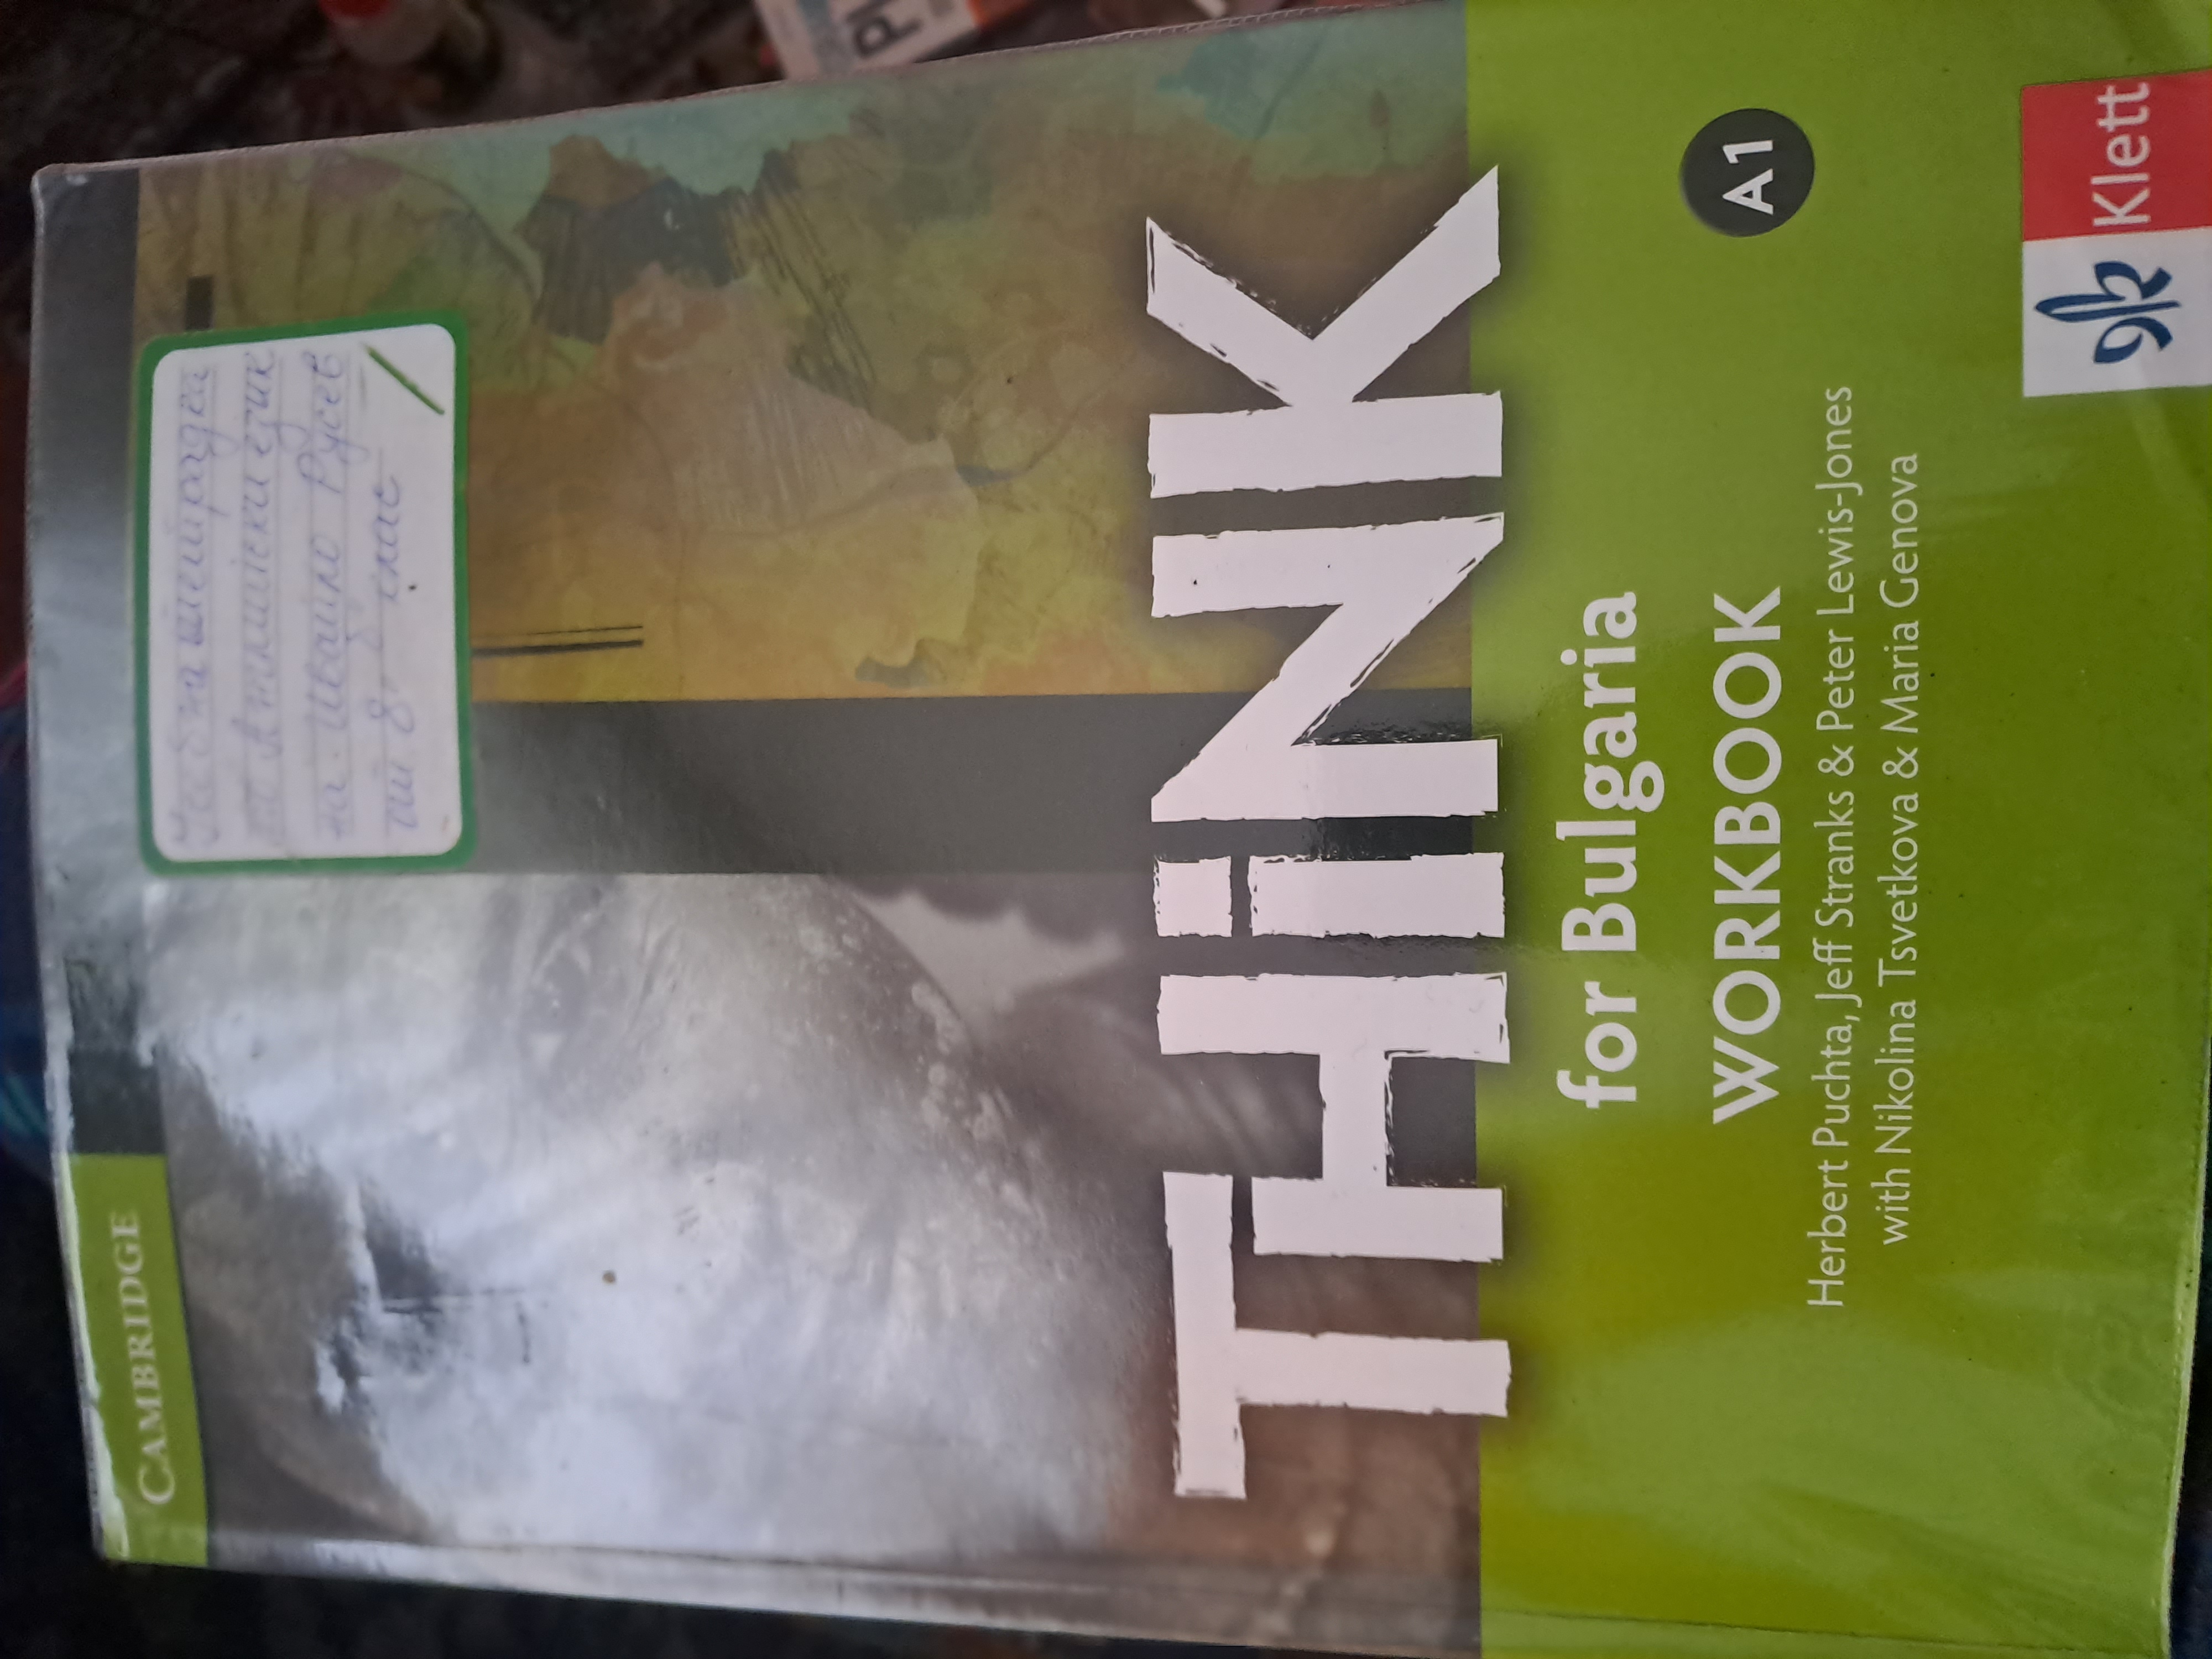 CAMBRIDGE
Учебна тетрадка
по Английски език
на Ивайло Русев
от 8 б клас
THiNK
for Bulgaria
WORKBOOK
A1
Herbert Puchta, Jeff Stranks & Peter Lewis-Jones
with Nikolina Tsvetkova & Maria Genova
Klett